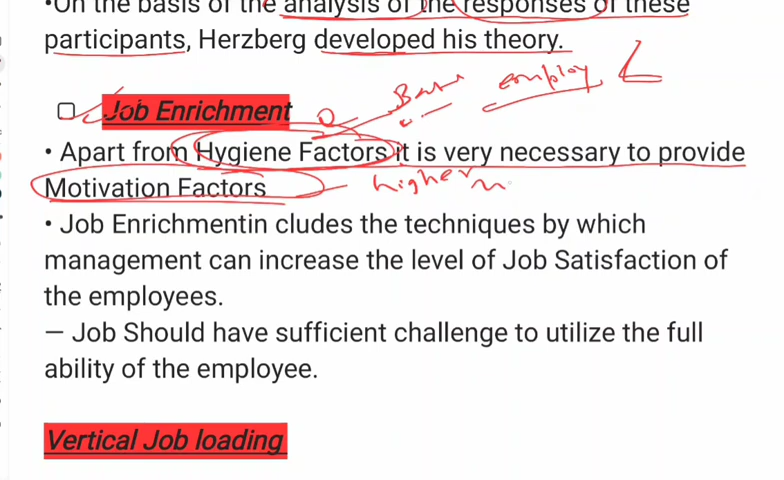 •On the basis of the analysis of the responses of these
participants, Herzberg developed his theory.
employ
Job Enrichment
• Apart from Hygiene Factors it is very necessary to provide
Motivation Factors higher
• Job Enrichmentin cludes the techniques by which
management can increase the level of Job Satisfaction of
the employees.
– Job Should have sufficient challenge to utilize the full
ability of the employee.
Vertical Job loading